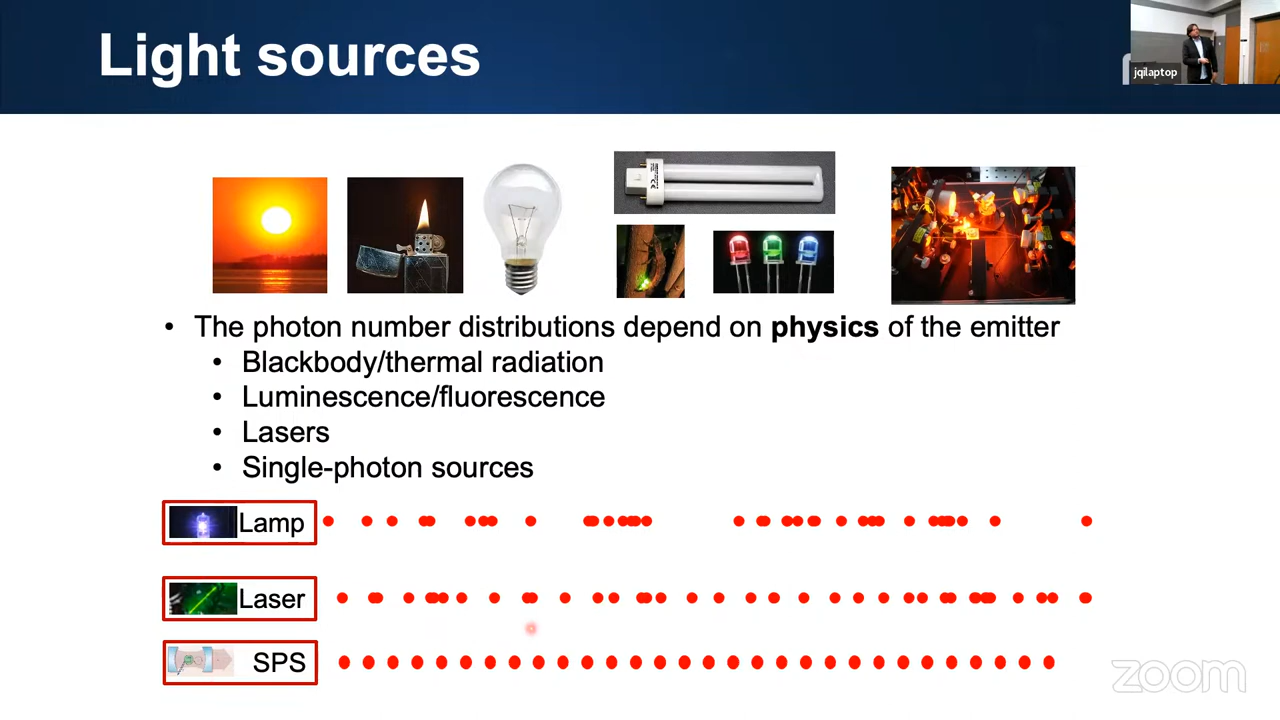 Light sources
jqilaptop
• The photon number distributions depend on physics of the emitter
• Blackbody/thermal radiation
• Luminescence/fluorescence
• Lasers
• Single-photon sources
Lamp
Laser
SPS
zoom